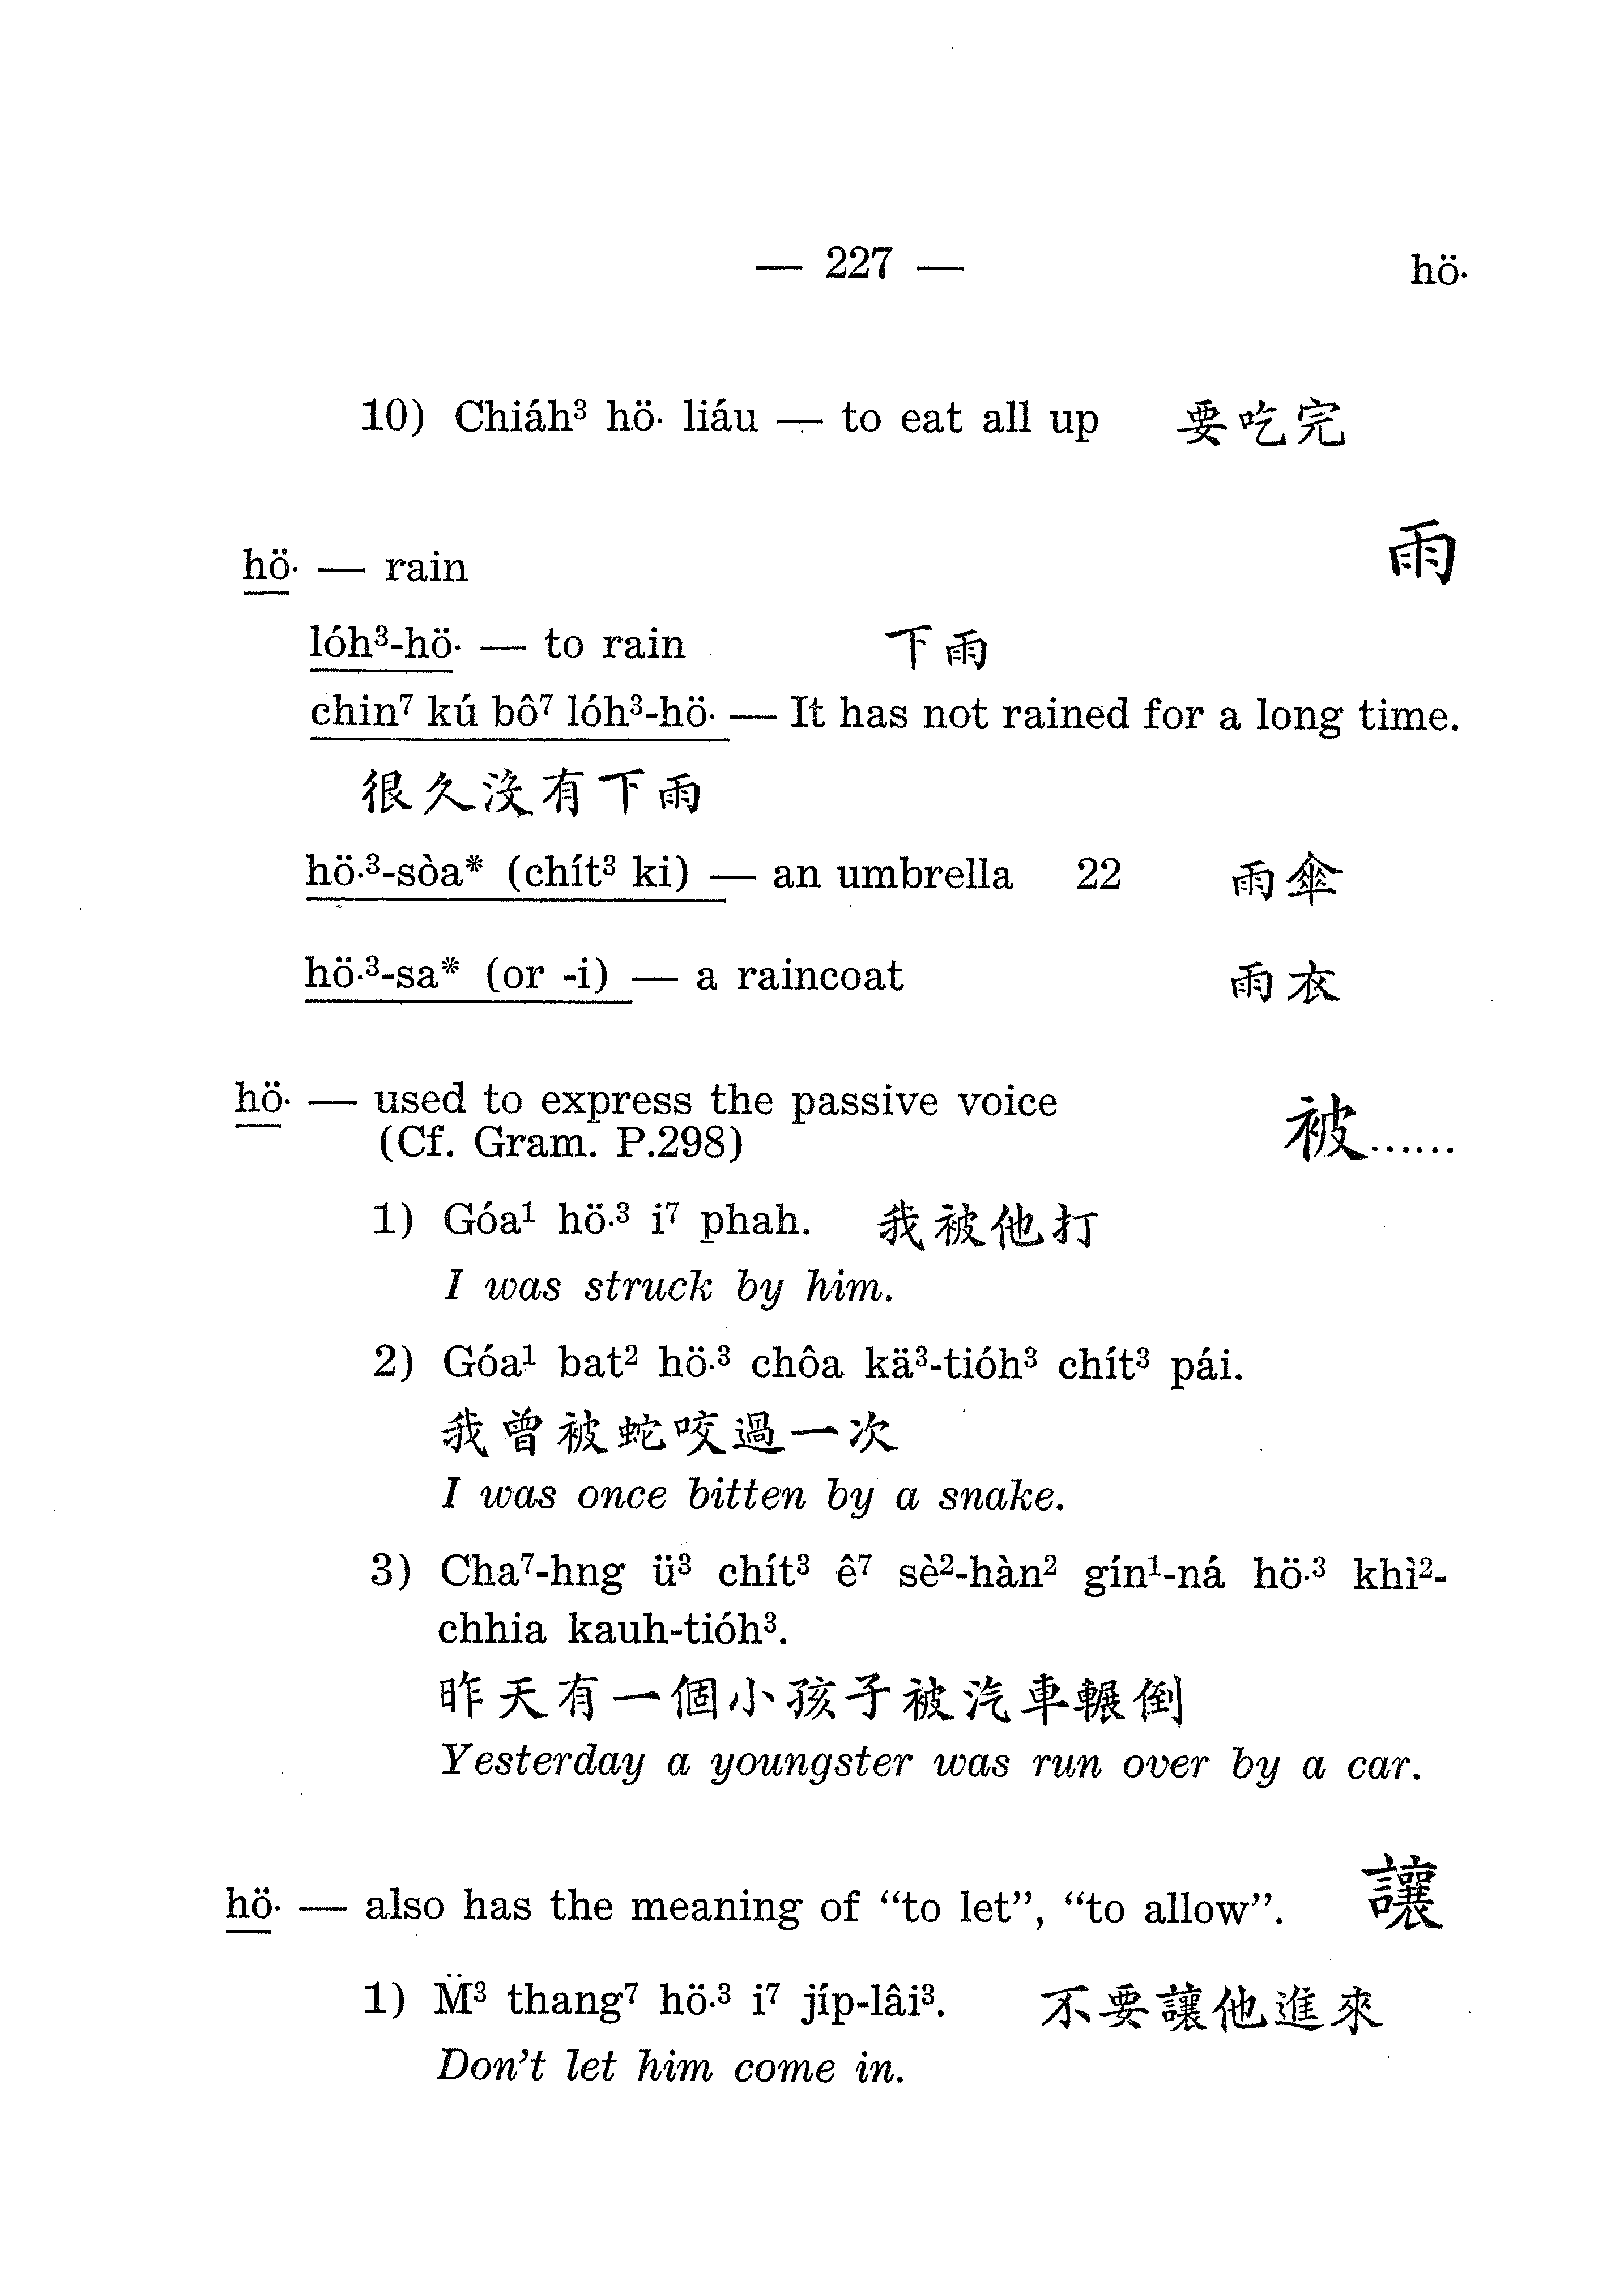 — 227 —
hö·
10) Chiáh³ hö· liáu — to eat all up 要吃完
hö· — rain 雨
lóh³-hö· — to rain 下雨
chin⁷ kú bô⁷ lóh³-hö· — It has not rained for a long time.
很久沒有下雨
hö·³-sòa* (chít³ ki) — an umbrella 22 雨傘
hö·³-sa* (or -i) — a raincoat 雨衣
hö· — used to express the passive voice
(Cf. Gram. P.298) 被......
1) Góa¹ hö·³ i⁷ phah. 我被他打
I was struck by him.
2) Góa¹ bat² hö·³ chôa kä³-tióh³ chít³ pái.
我曾被蛇咬過一次
I was once bitten by a snake.
3) Cha⁷-hng ü³ chít³ ê⁷ sè²-hàn² gín¹-ná hö·³ khì²-
chhia kauh-tióh³.
昨天有一個小孩子被汽車輾倒
Yesterday a youngster was run over by a car.
hö· — also has the meaning of “to let”, “to allow”. 讓
1) M̈³ thang⁷ hö·³ i⁷ jíp-lâi³. 不要讓他進來
Don’t let him come in.